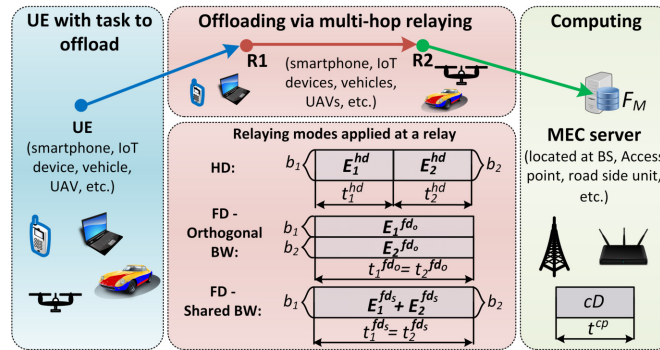 UE with task to
offload
UE
(smartphone, IoT
device, vehicle,
UAV, etc.)
Offloading via multi-hop relaying
R1
R2
(smartphone, IoT
devices, vehicles,
UAVs, etc.)
Relaying modes applied at a relay
HD: b₁ E₁ʰᵈ E₂ʰᵈ b₂
t₁ʰᵈ t₂ʰᵈ
FD -
Orthogonal
BW:
b₁ E₁ᶠᵈₒ
b₂ E₂ᶠᵈₒ
t₁ᶠᵈₒ = t₂ᶠᵈₒ
FD -
Shared BW:
b₁ E₁ᶠᵈₛ + E₂ᶠᵈₛ b₂
t₁ᶠᵈₛ = t₂ᶠᵈₛ
Computing
F_M
MEC server
(located at BS, Access
point, road side unit,
etc.)
cD
tᶜᵖ